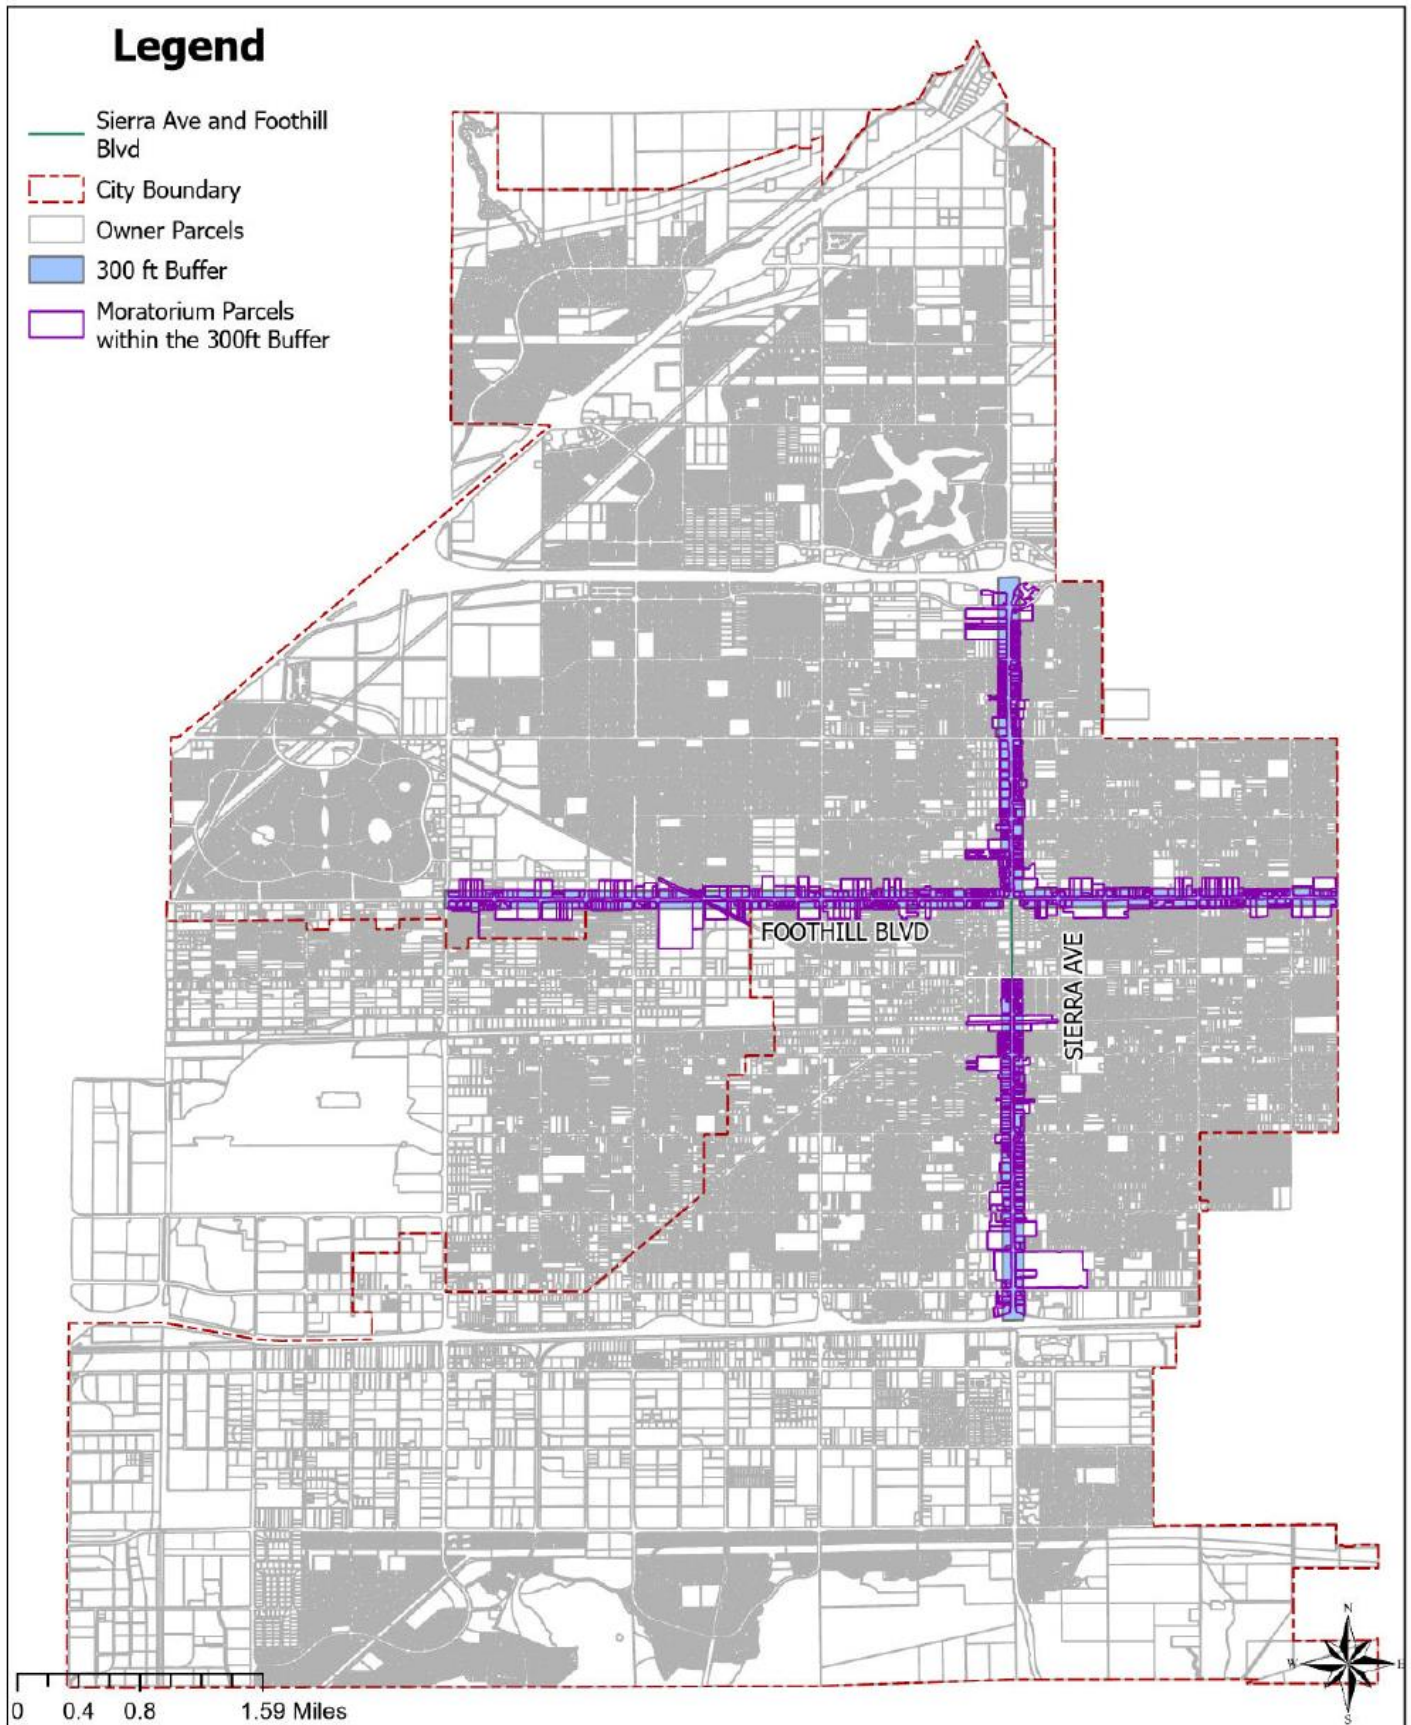 Legend
Sierra Ave and Foothill
Blvd
City Boundary
Owner Parcels
300 ft Buffer
Moratorium Parcels
within the 300ft Buffer
FOOTHILL BLVD
SIERRA AVE
N
W
E
S
0 0.4 0.8 1.59 Miles